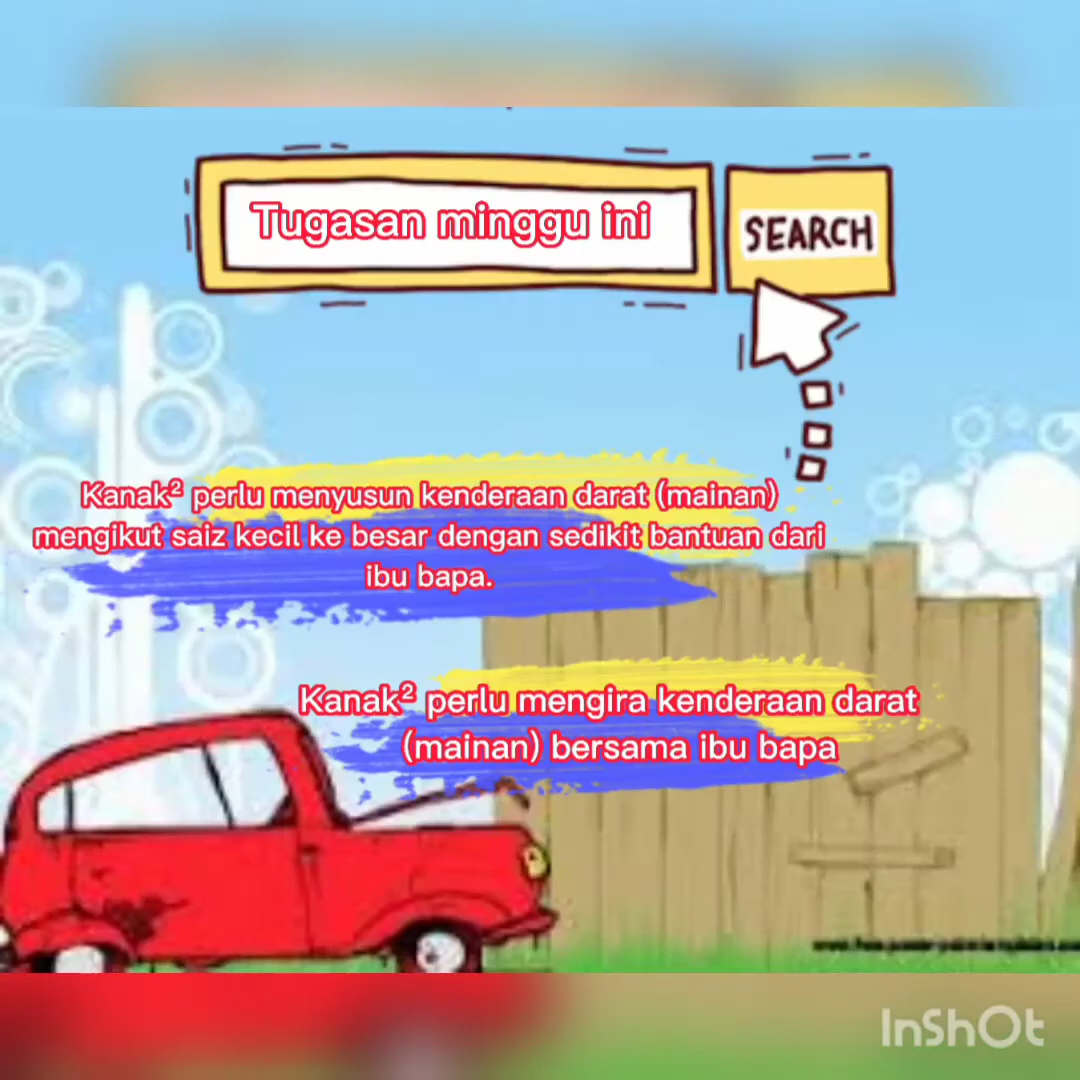 Tugasan minggu ini
SEARCH
Kanak² perlu menyusun kenderaan darat (mainan)
mengikut saiz kecil ke besar dengan sedikit bantuan dari
ibu bapa.
Kanak² perlu mengira kenderaan darat
(mainan) bersama ibu bapa
InShOt